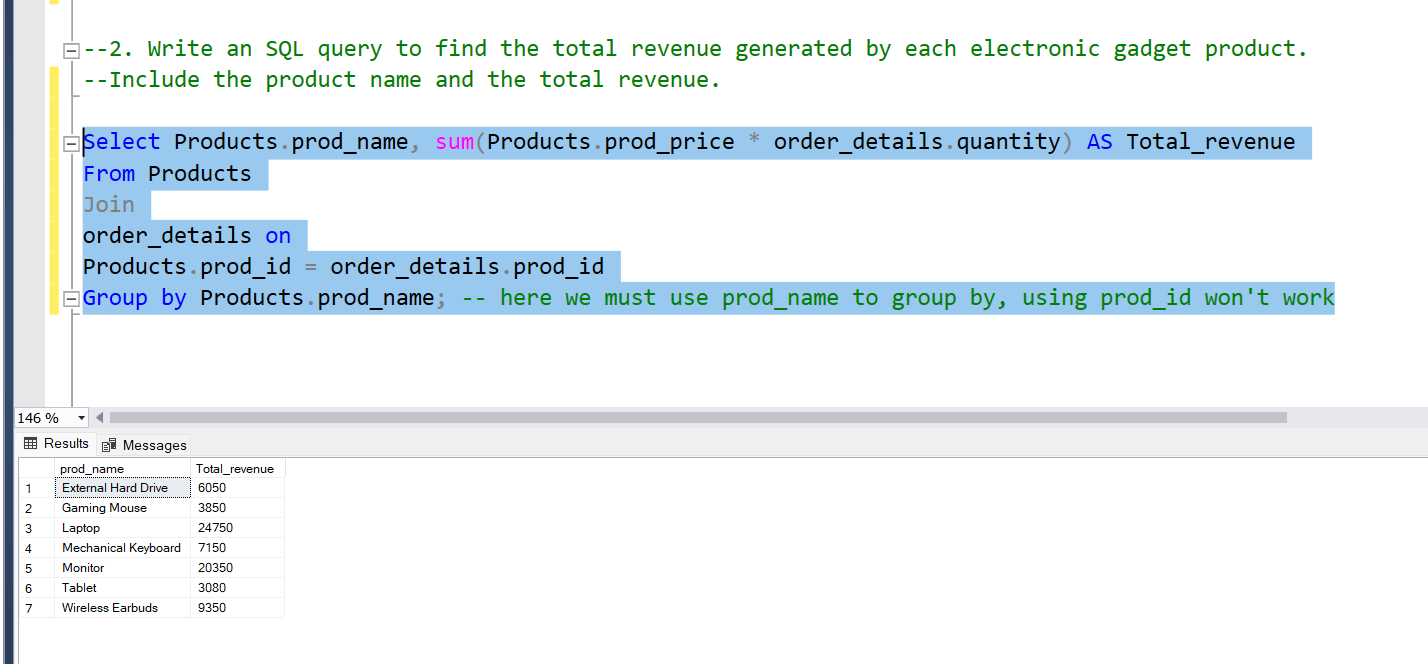 --2. Write an SQL query to find the total revenue generated by each electronic gadget product.
--Include the product name and the total revenue.
Select Products.prod_name, sum(Products.prod_price * order_details.quantity) AS Total_revenue
From Products
Join
order_details on
Products.prod_id = order_details.prod_id
Group by Products.prod_name; -- here we must use prod_name to group by, using prod_id won't work
146 %
Results Messages
prod_name Total_revenue
1 External Hard Drive 6050
2 Gaming Mouse 3850
3 Laptop 24750
4 Mechanical Keyboard 7150
5 Monitor 20350
6 Tablet 3080
7 Wireless Earbuds 9350